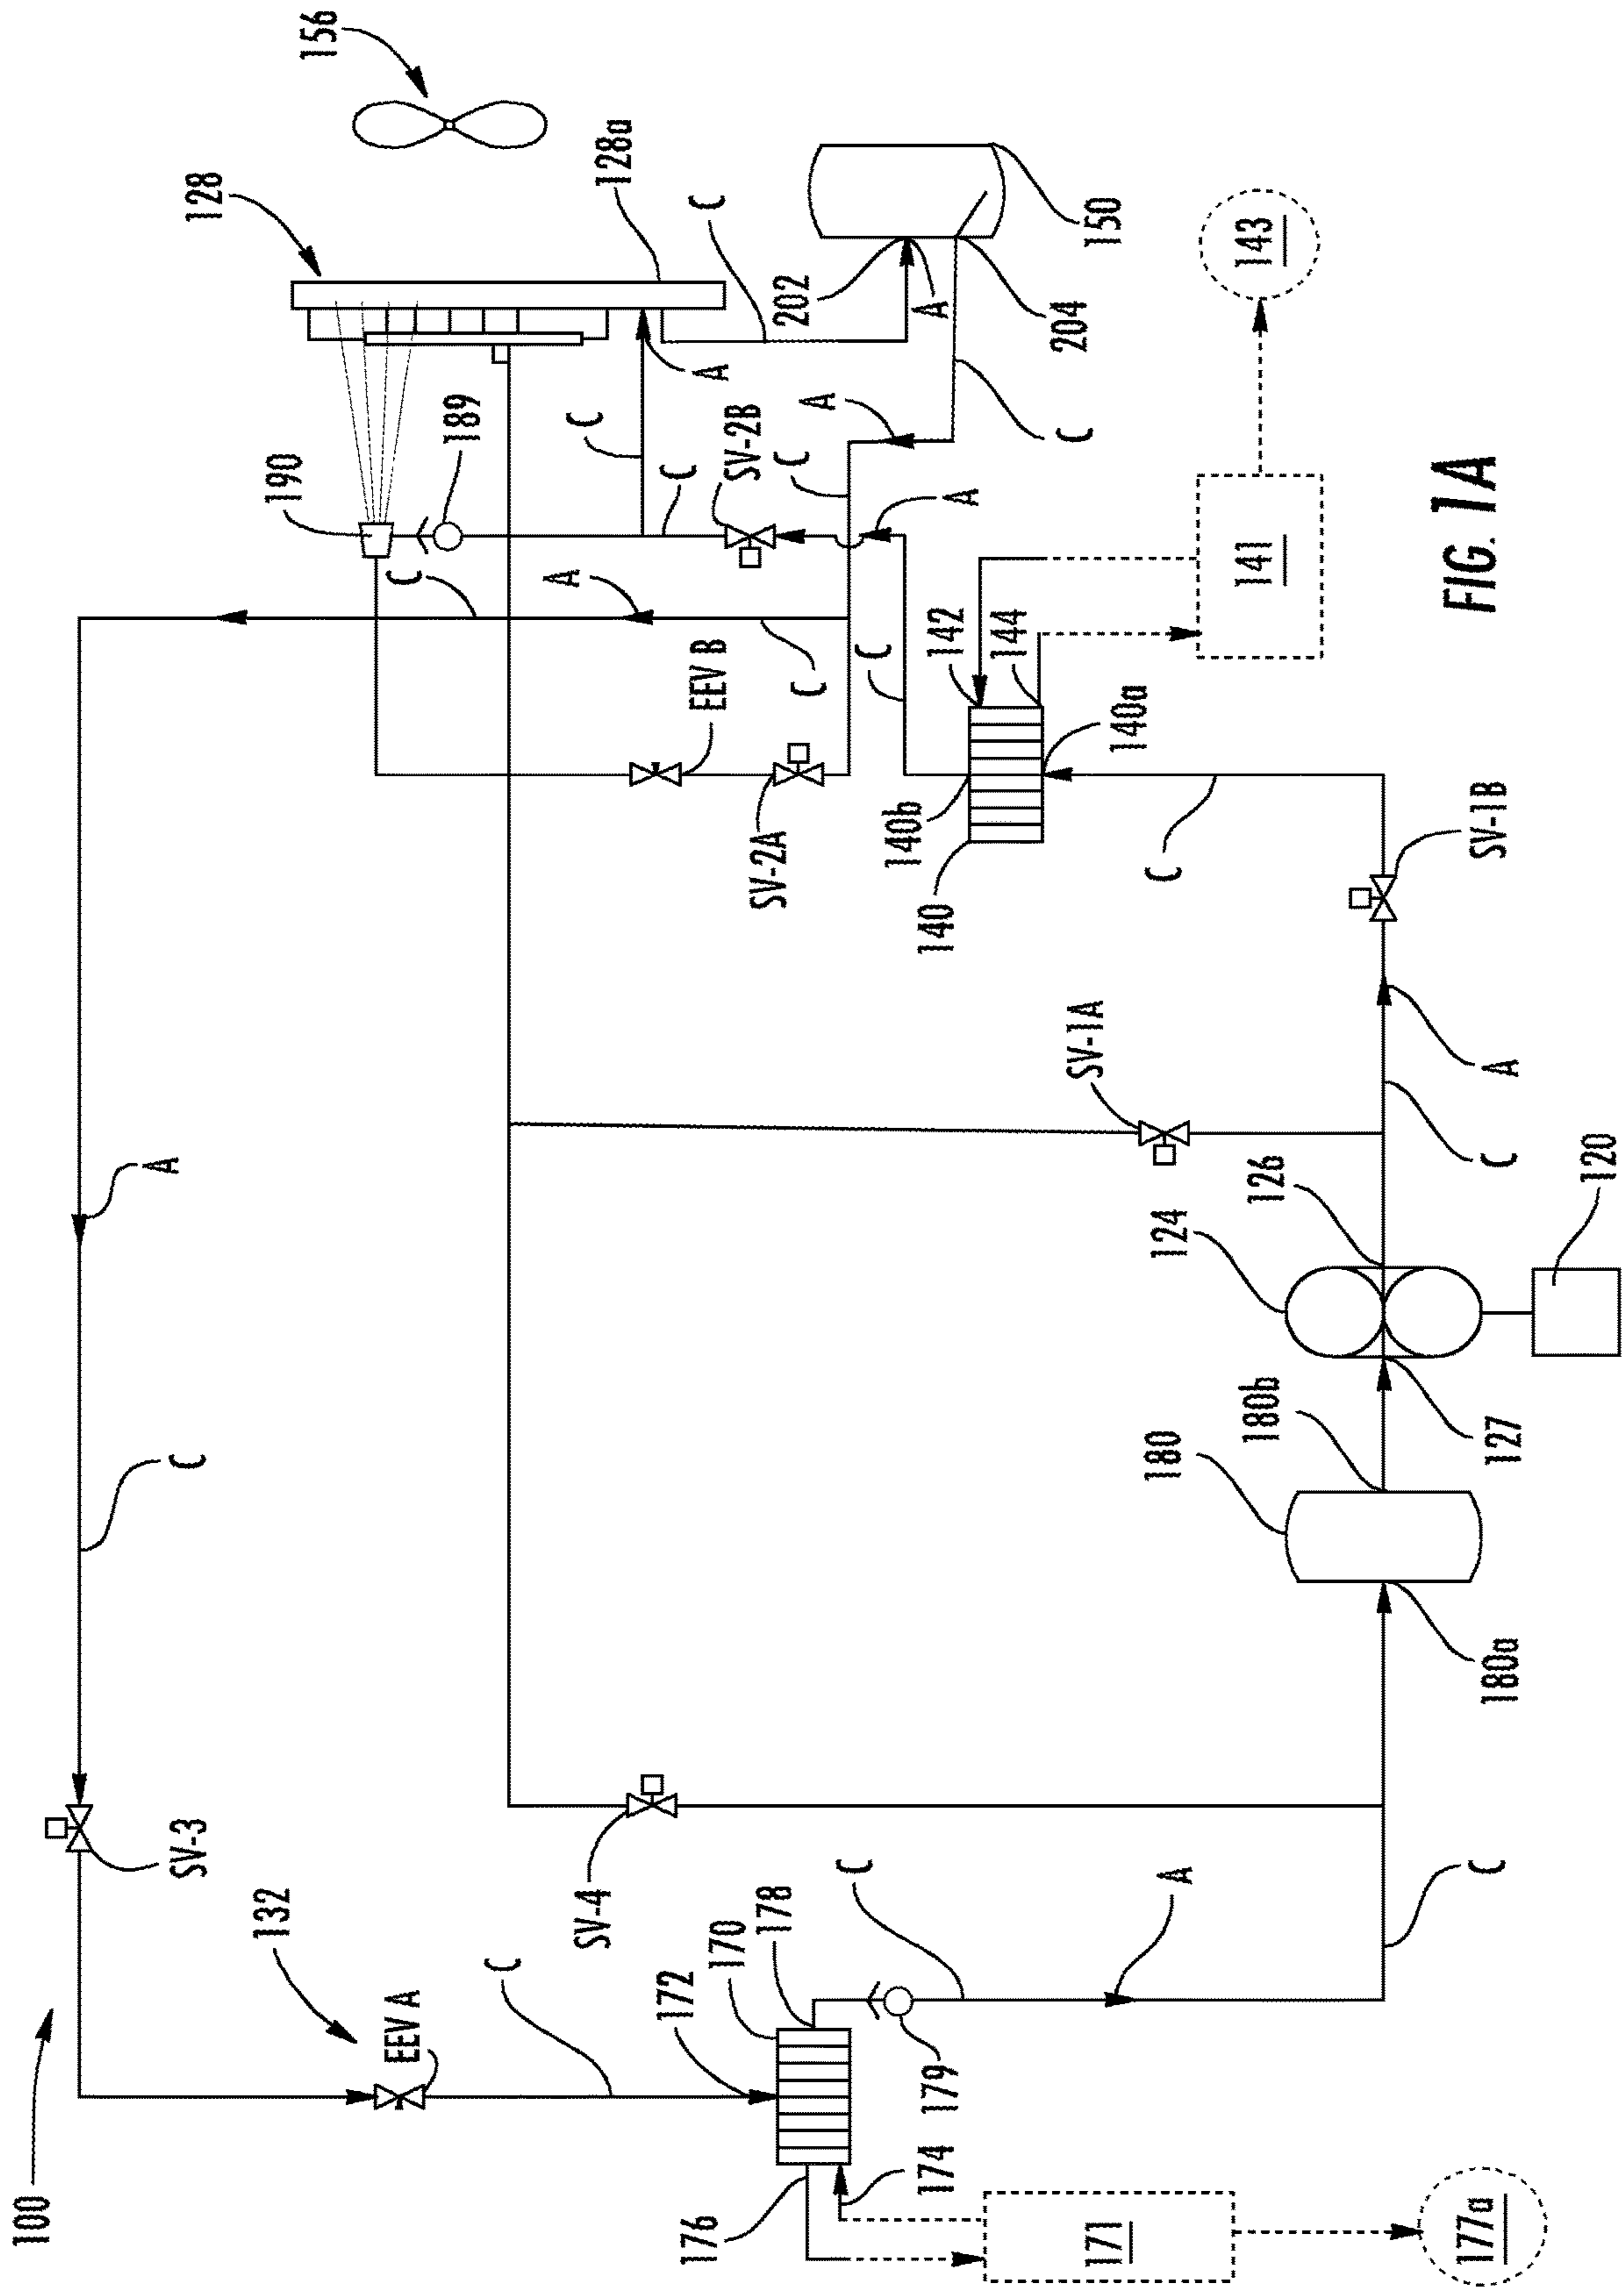 100
A
SV-3
C
128
132
190
156
EEV A
C
189
C
A
C
SV-4
128a
172
C
176
EEV B
A
C
170
SV-2B
178
SV-2A
C
202
C
A
C
C
140b
174
179
140
142
A
A
144
204
C
SV-1A
171
150
140a
180
C
A
124
180b
126
141
143
FIG. 1A
177a
C
180a
127
C
A
SV-1B
120